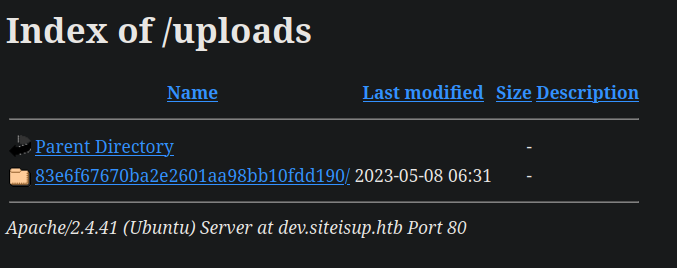 Index of /uploads
Name Last modified Size Description
Parent Directory -
83e6f67670ba2e2601aa98bb10fdd190/ 2023-05-08 06:31 -
Apache/2.4.41 (Ubuntu) Server at dev.siteisup.htb Port 80